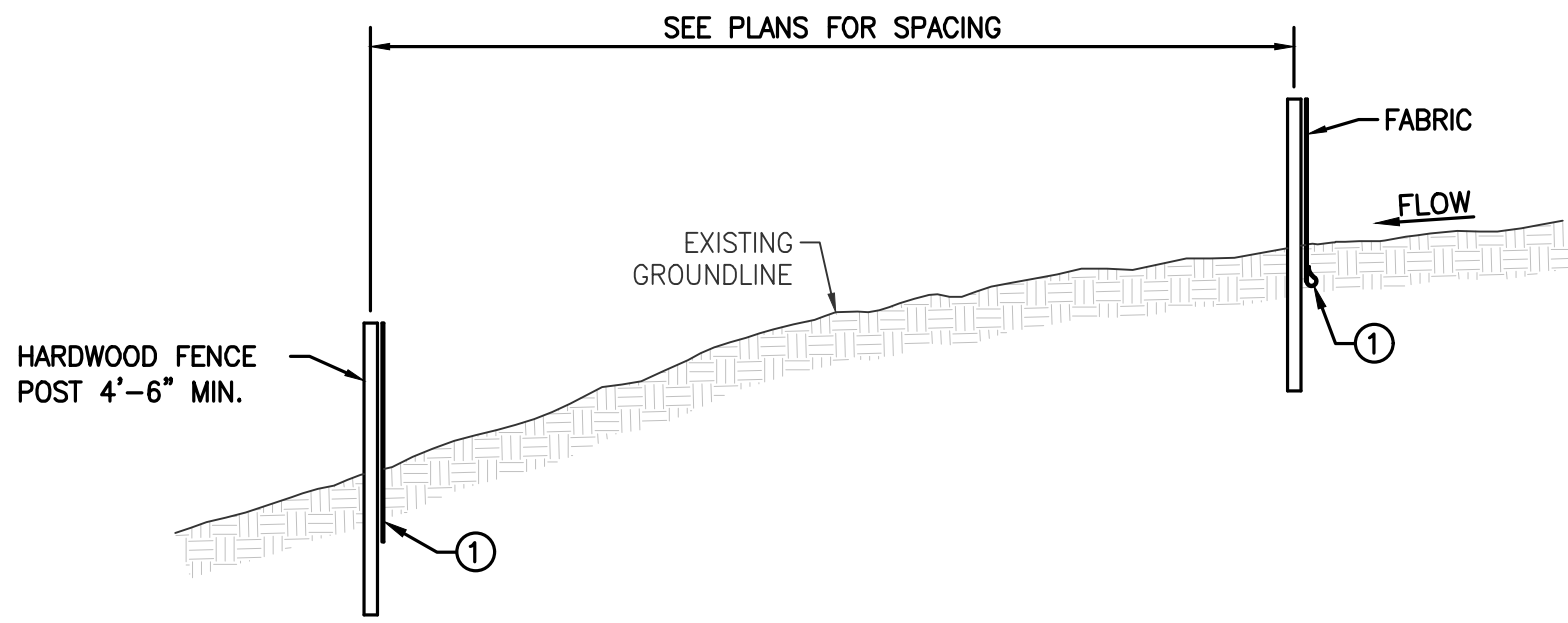 SEE PLANS FOR SPACING
FABRIC
FLOW
EXISTING
GROUNDLINE
1
HARDWOOD FENCE
POST 4'-6" MIN.
1